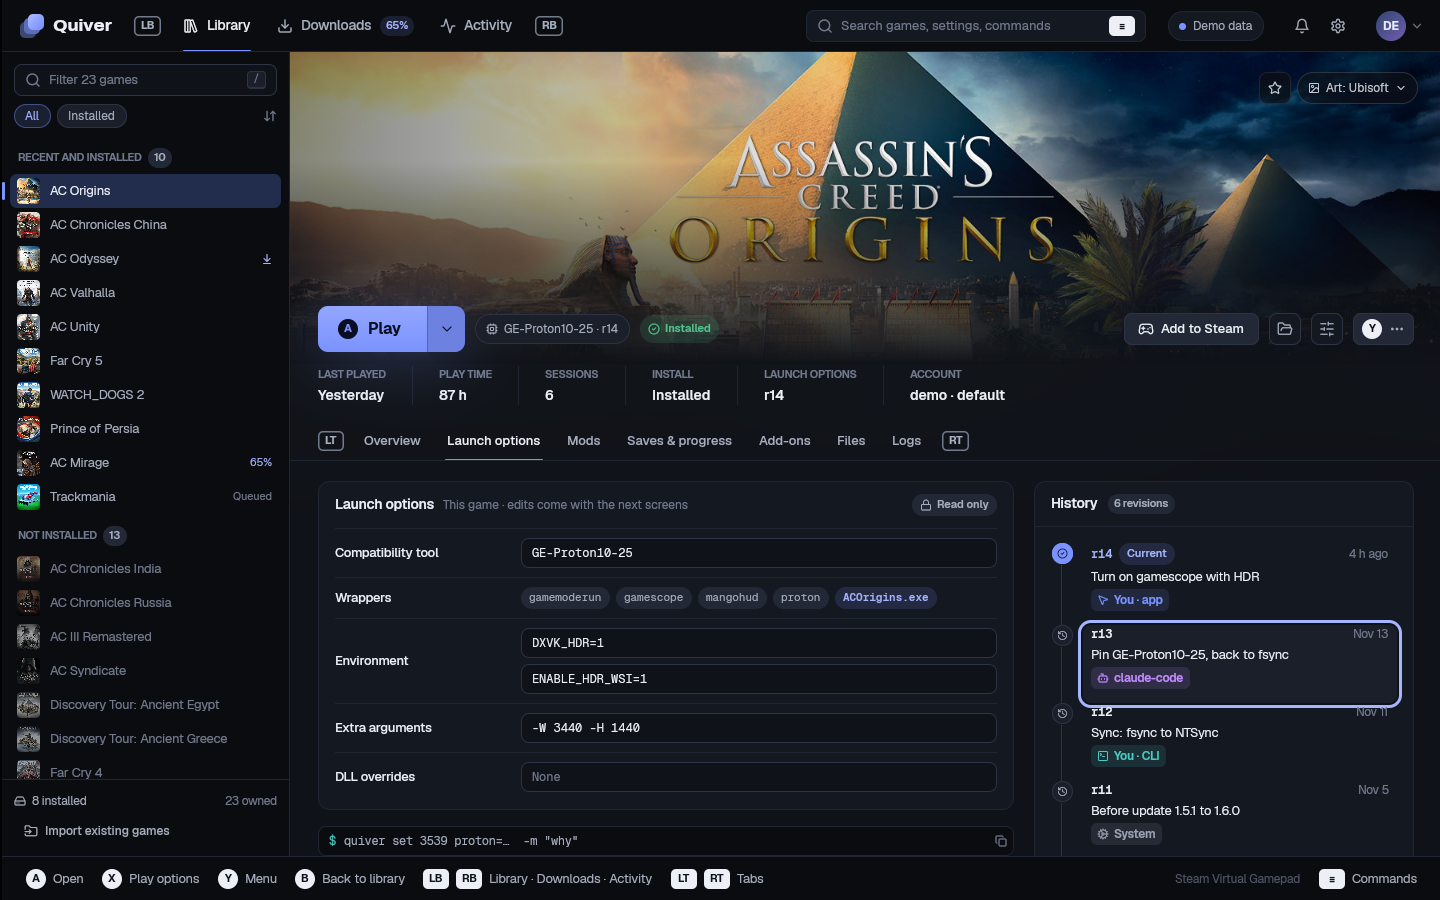 Quiver
LB
Library
Downloads 65%
Activity
RB
Search games, settings, commands
Demo data
DE
Filter 23 games /
All
Installed
RECENT AND INSTALLED 10
AC Origins
AC Chronicles China
AC Odyssey
AC Valhalla
AC Unity
Far Cry 5
WATCH_DOGS 2
Prince of Persia
AC Mirage 65%
Trackmania Queued
NOT INSTALLED 13
AC Chronicles India
AC Chronicles Russia
AC III Remastered
AC Syndicate
Discovery Tour: Ancient Egypt
Discovery Tour: Ancient Greece
Far Cry 4
8 installed 23 owned
Import existing games
Art: Ubisoft
ASSASSIN'S
CREED
ORIGINS
A Play
GE-Proton10-25 · r14
Installed
Add to Steam
Y ···
LAST PLAYED
Yesterday
PLAY TIME
87 h
SESSIONS
6
INSTALL
Installed
LAUNCH OPTIONS
r14
ACCOUNT
demo · default
LT
Overview
Launch options
Mods
Saves & progress
Add-ons
Files
Logs
RT
Launch options This game · edits come with the next screens Read only
Compatibility tool GE-Proton10-25
Wrappers gamemoderun gamescope mangohud proton ACOrigins.exe
Environment
DXVK_HDR=1
ENABLE_HDR_WSI=1
Extra arguments -W 3440 -H 1440
DLL overrides None
$ quiver set 3539 proton=… -m "why"
History 6 revisions
r14 Current 4 h ago
Turn on gamescope with HDR
You · app
r13 Nov 13
Pin GE-Proton10-25, back to fsync
claude-code
r12 Nov 11
Sync: fsync to NTSync
You · CLI
r11 Nov 5
Before update 1.5.1 to 1.6.0
System
A Open
X Play options
Y Menu
B Back to library
LB RB Library · Downloads · Activity
LT RT Tabs
Steam Virtual Gamepad
Commands